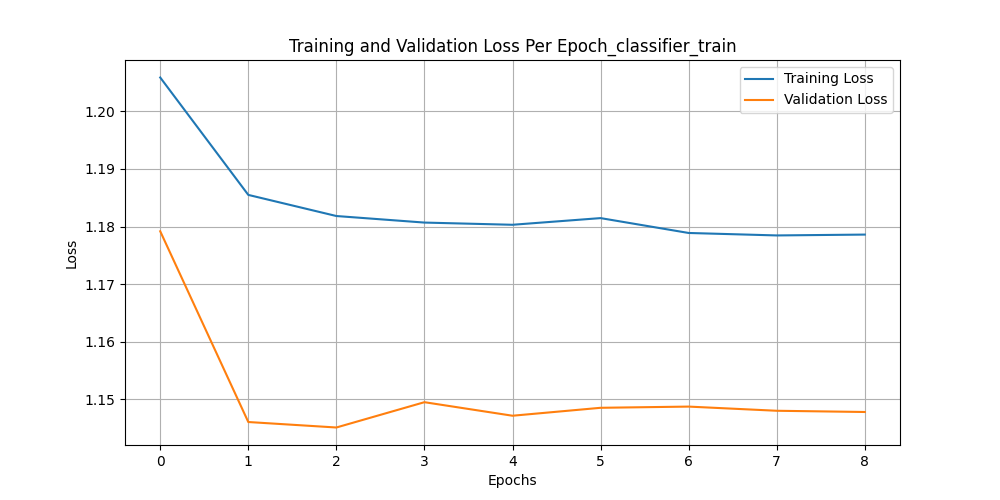 Training and Validation Loss Per Epoch_classifier_train
Training Loss
Validation Loss
1.20
1.19
1.18
1.17
1.16
1.15
Loss
0 1 2 3 4 5 6 7 8
Epochs